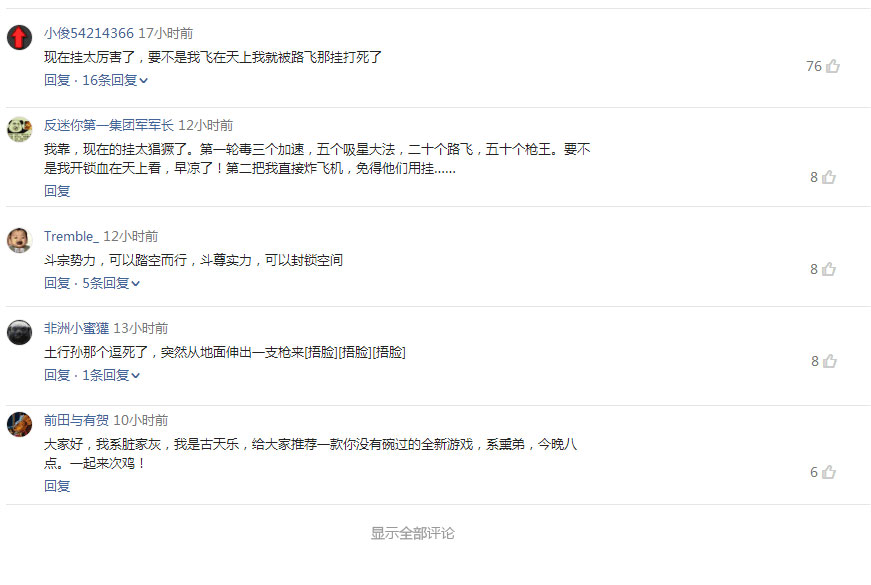 小俊54214366 17小时前
现在挂太厉害了，要不是我飞在天上我就被路飞那挂打死了
76
回复 · 16条回复
反迷你第一集团军军长 12小时前
我靠，现在的挂太猖獗了。第一轮毒三个加速，五个吸星大法，二十个路飞，五十个枪王。要不
是我开锁血在天上看，早凉了！第二把我直接炸飞机，免得他们用挂......
8
回复
Tremble_ 12小时前
斗宗势力，可以踏空而行，斗尊实力，可以封锁空间
8
回复 · 5条回复
非洲小蜜獾 13小时前
土行孙那个逗死了，突然从地面伸出一支枪来[捂脸][捂脸][捂脸]
8
回复 · 1条回复
前田与有贺 10小时前
大家好，我系脏家灰，我是古天乐，给大家推荐一款你没有碗过的全新游戏，系薰弟，今晚八
点。一起来次鸡！
6
回复
显示全部评论